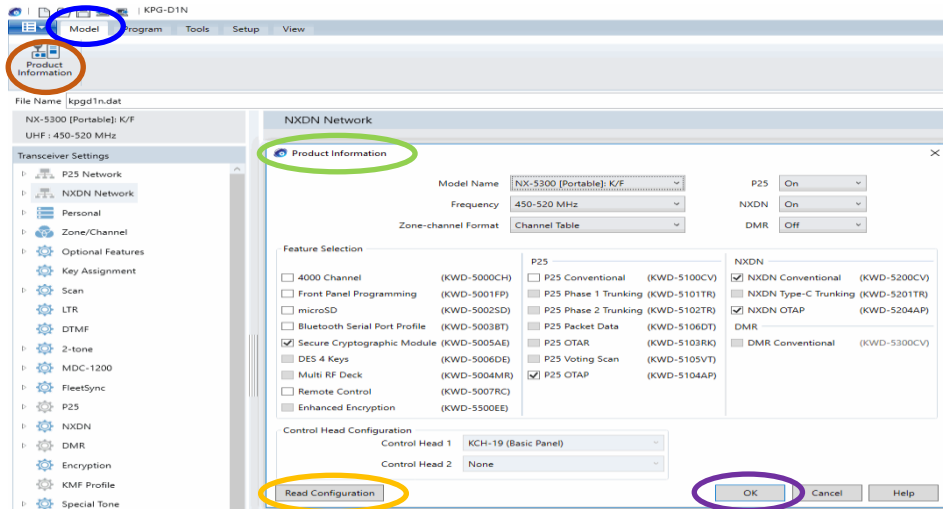 KPG-D1N
Model Program Tools Setup View
Product
Information
File Name kpgd1n.dat
NX-5300 [Portable]: K/F
UHF : 450-520 MHz
Transceiver Settings
P25 Network
NXDN Network
Personal
Zone/Channel
Optional Features
Key Assignment
Scan
LTR
DTMF
2-tone
MDC-1200
FleetSync
P25
NXDN
DMR
Encryption
KMF Profile
Special Tone
NXDN Network
Product Information
Model Name NX-5300 [Portable]: K/F P25 On
Frequency 450-520 MHz NXDN On
Zone-channel Format Channel Table DMR Off
Feature Selection
4000 Channel (KWD-5000CH)
Front Panel Programming (KWD-5001FP)
microSD (KWD-5002SD)
Bluetooth Serial Port Profile (KWD-5003BT)
Secure Cryptographic Module (KWD-5005AE)
DES 4 Keys (KWD-5006DE)
Multi RF Deck (KWD-5004MR)
Remote Control (KWD-5007RC)
Enhanced Encryption (KWD-5500EE)
P25
P25 Conventional (KWD-5100CV)
P25 Phase 1 Trunking (KWD-5101TR)
P25 Phase 2 Trunking (KWD-5102TR)
P25 Packet Data (KWD-5106DT)
P25 OTAR (KWD-5103RK)
P25 Voting Scan (KWD-5105VT)
P25 OTAP (KWD-5104AP)
NXDN
NXDN Conventional (KWD-5200CV)
NXDN Type-C Trunking (KWD-5201TR)
NXDN OTAP (KWD-5204AP)
DMR
DMR Conventional (KWD-5300CV)
Control Head Configuration
Control Head 1 KCH-19 (Basic Panel)
Control Head 2 None
Read Configuration OK Cancel Help